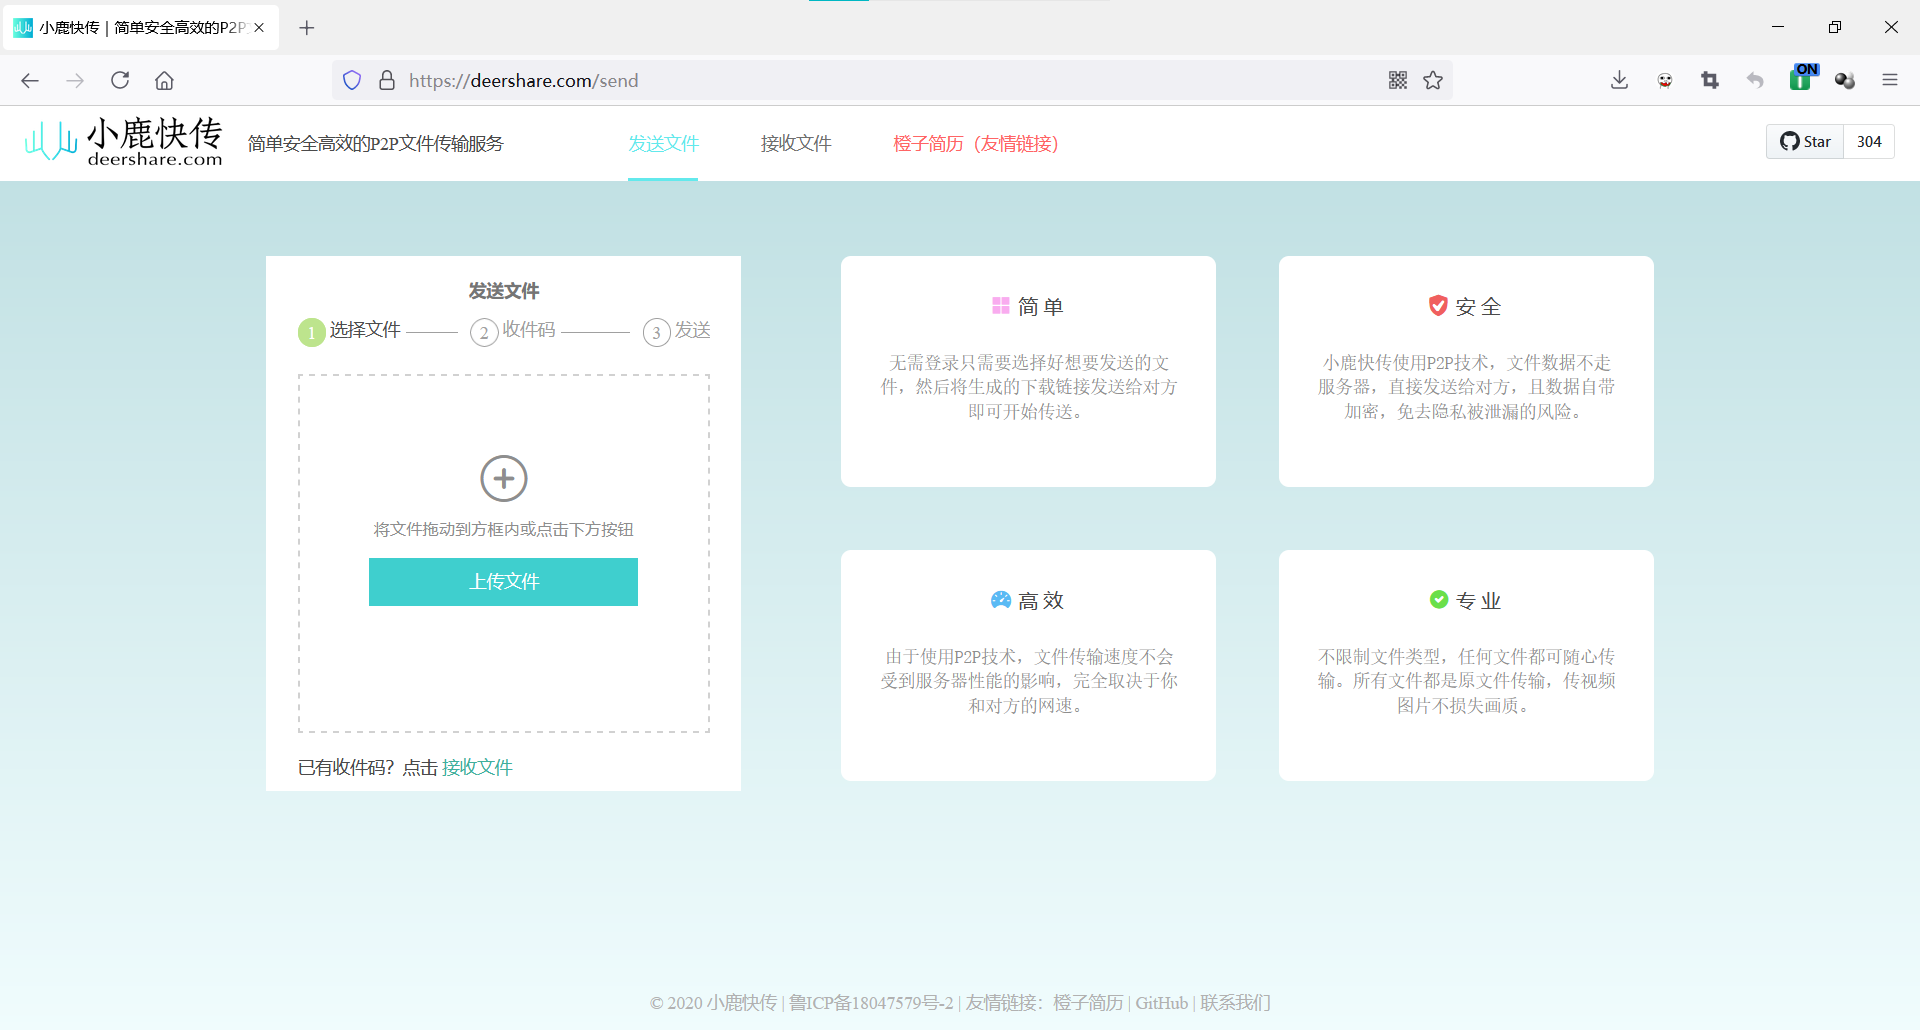 小鹿快传 | 简单安全高效的P2P
ON
https://deershare.com/send
小鹿快传
deershare.com
简单安全高效的P2P文件传输服务
发送文件
接收文件
橙子简历（友情链接）
Star
304
发送文件
1 选择文件
2 收件码
3 发送
将文件拖动到方框内或点击下方按钮
上传文件
已有收件码？点击 接收文件
简单
无需登录只需要选择好想要发送的文
件，然后将生成的下载链接发送给对方
即可开始传送。
安全
小鹿快传使用P2P技术，文件数据不走
服务器，直接发送给对方，且数据自带
加密，免去隐私被泄漏的风险。
高效
由于使用P2P技术，文件传输速度不会
受到服务器性能的影响，完全取决于你
和对方的网速。
专业
不限制文件类型，任何文件都可随心传
输。所有文件都是原文件传输，传视频
图片不损失画质。
© 2020 小鹿快传 | 鲁ICP备18047579号-2 | 友情链接：橙子简历 | GitHub | 联系我们